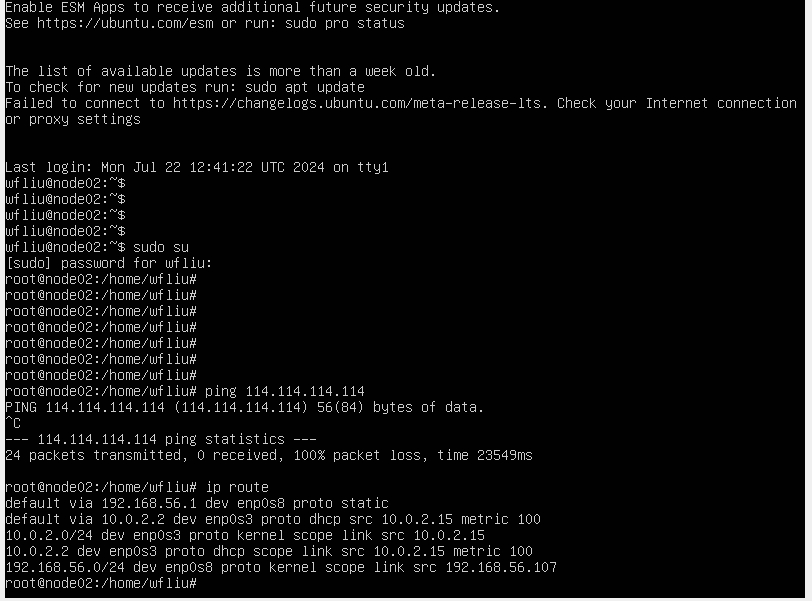 Enable ESM Apps to receive additional future security updates.
See https://ubuntu.com/esm or run: sudo pro status
The list of available updates is more than a week old.
To check for new updates run: sudo apt update
Failed to connect to https://changelogs.ubuntu.com/meta-release-lts. Check your Internet connection
or proxy settings
Last login: Mon Jul 22 12:41:22 UTC 2024 on tty1
wfliu@node02:~$
wfliu@node02:~$
wfliu@node02:~$
wfliu@node02:~$
wfliu@node02:~$ sudo su
[sudo] password for wfliu:
root@node02:/home/wfliu#
root@node02:/home/wfliu#
root@node02:/home/wfliu#
root@node02:/home/wfliu#
root@node02:/home/wfliu#
root@node02:/home/wfliu#
root@node02:/home/wfliu#
root@node02:/home/wfliu# ping 114.114.114.114
PING 114.114.114.114 (114.114.114.114) 56(84) bytes of data.
^C
--- 114.114.114.114 ping statistics ---
24 packets transmitted, 0 received, 100% packet loss, time 23549ms
root@node02:/home/wfliu# ip route
default via 192.168.56.1 dev enp0s8 proto static
default via 10.0.2.2 dev enp0s3 proto dhcp src 10.0.2.15 metric 100
10.0.2.0/24 dev enp0s3 proto kernel scope link src 10.0.2.15
10.0.2.2 dev enp0s3 proto dhcp scope link src 10.0.2.15 metric 100
192.168.56.0/24 dev enp0s8 proto kernel scope link src 192.168.56.107
root@node02:/home/wfliu#